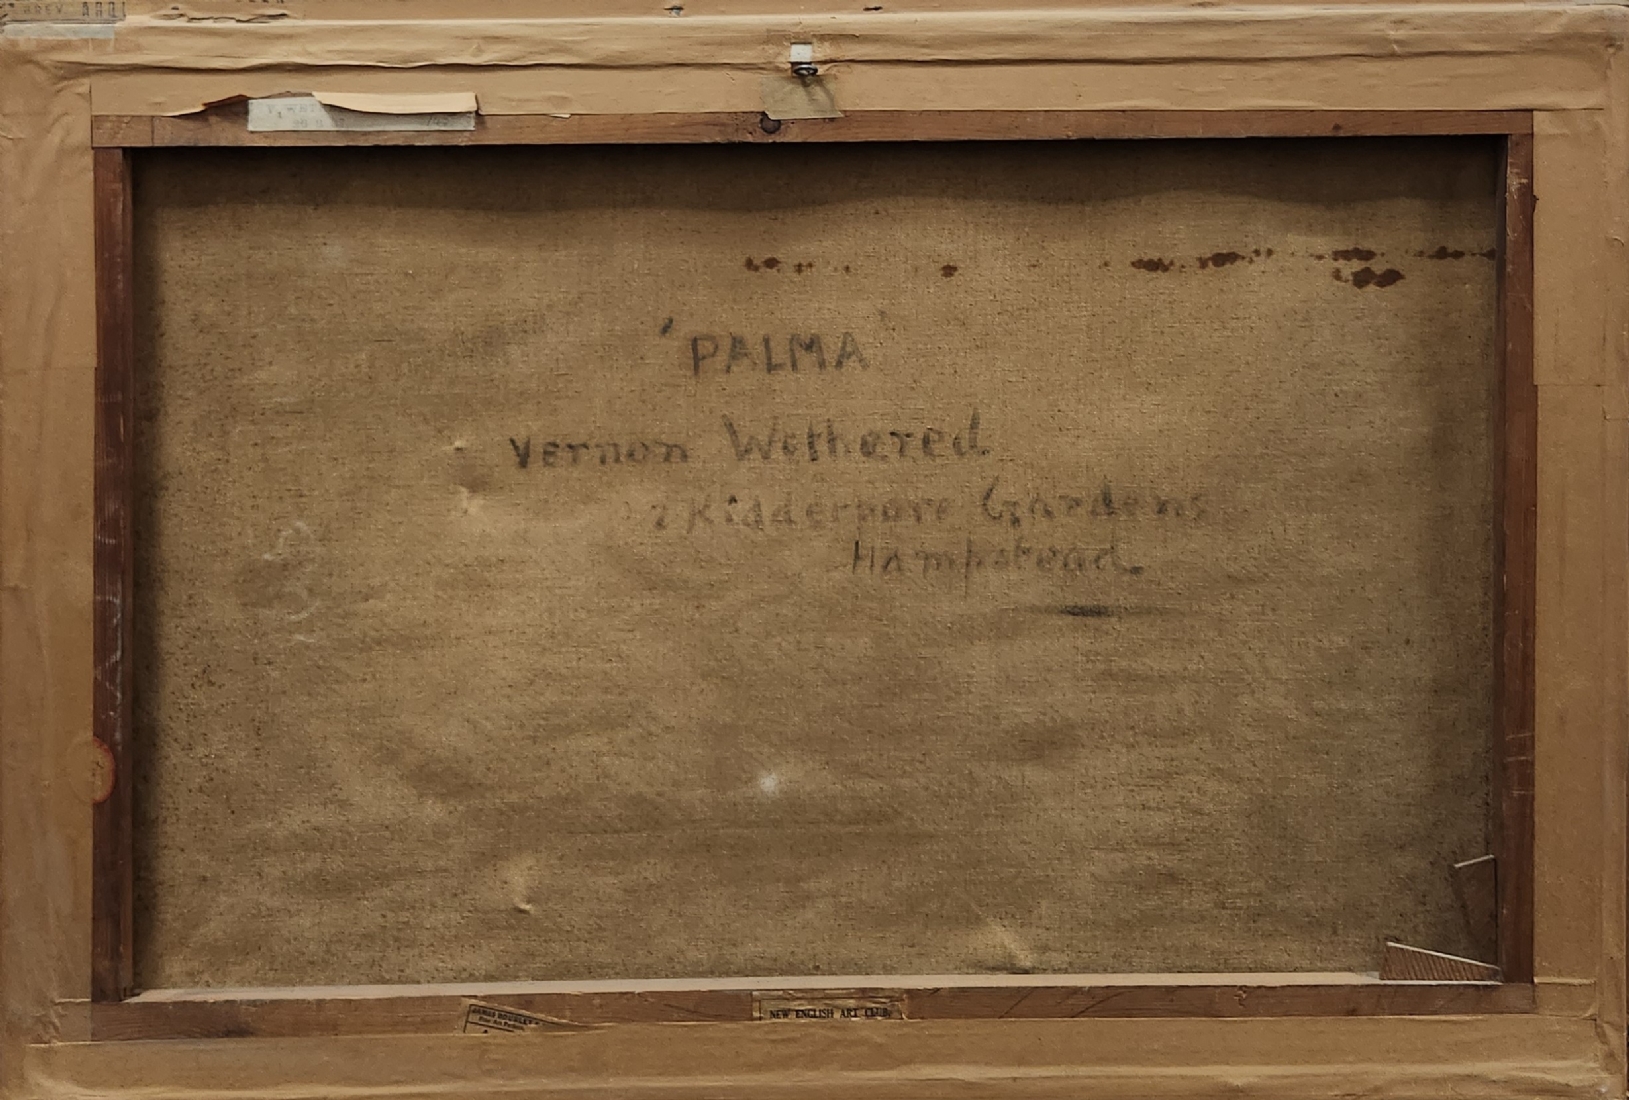 'PALMA'
Vernon Wethered
2 Kidderpore Gardens
Hampstead.
NEW ENGLISH ART CLUB.